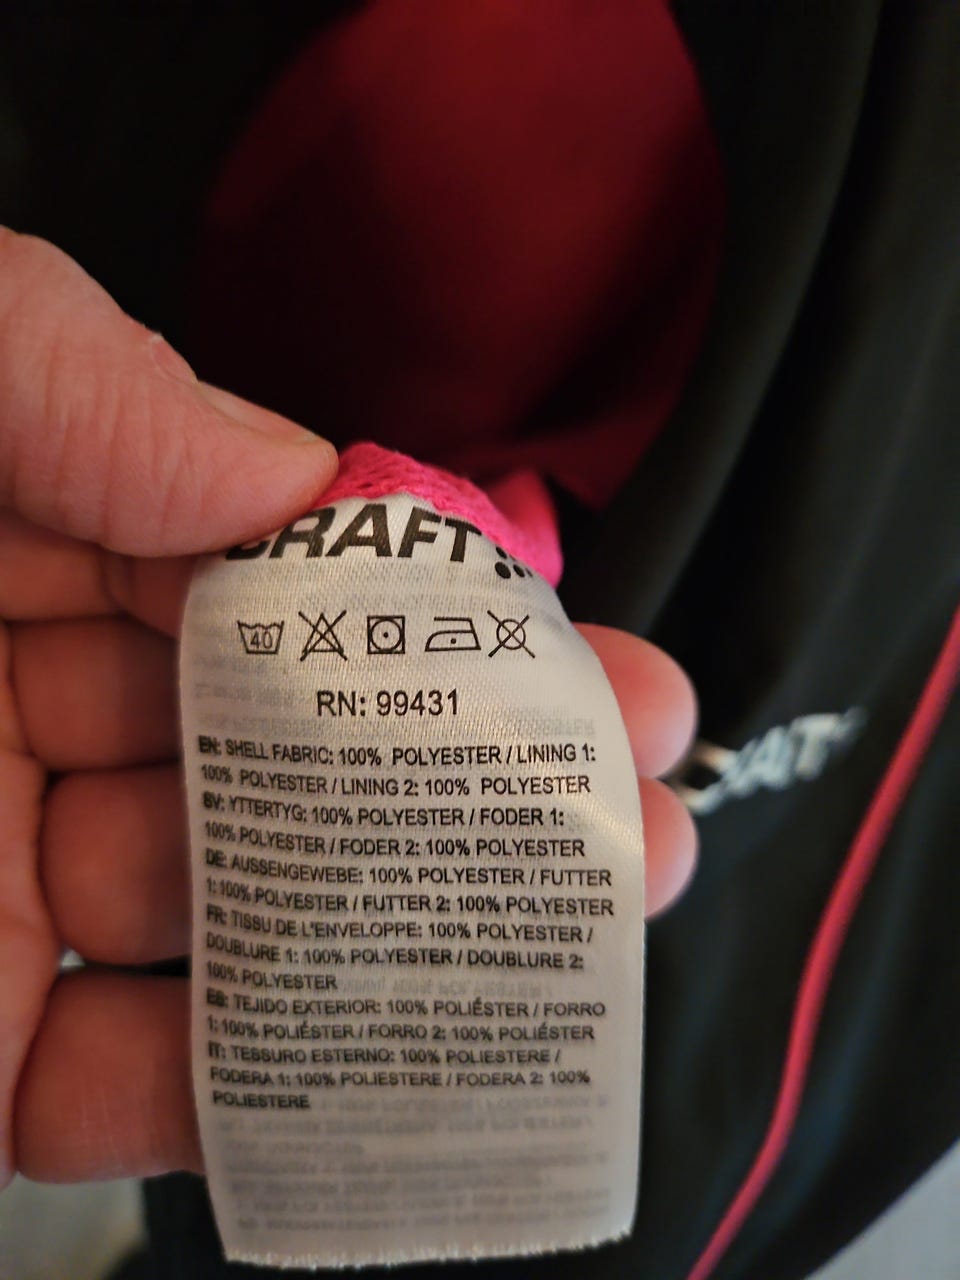 CRAFT
40
RN: 99431
EN: SHELL FABRIC: 100% POLYESTER / LINING 1:
100% POLYESTER / LINING 2: 100% POLYESTER
SV: YTTERTYG: 100% POLYESTER / FODER 1:
100% POLYESTER / FODER 2: 100% POLYESTER
DE: AUSSENGEWEBE: 100% POLYESTER / FUTTER
1: 100% POLYESTER / FUTTER 2: 100% POLYESTER
FR: TISSU DE L'ENVELOPPE: 100% POLYESTER /
DOUBLURE 1: 100% POLYESTER / DOUBLURE 2:
100% POLYESTER
ES: TEJIDO EXTERIOR: 100% POLIÉSTER / FORRO
1: 100% POLIÉSTER / FORRO 2: 100% POLIÉSTER
IT: TESSURO ESTERNO: 100% POLIESTERE /
FODERA 1: 100% POLIESTERE / FODERA 2: 100%
POLIESTERE
CRAFT